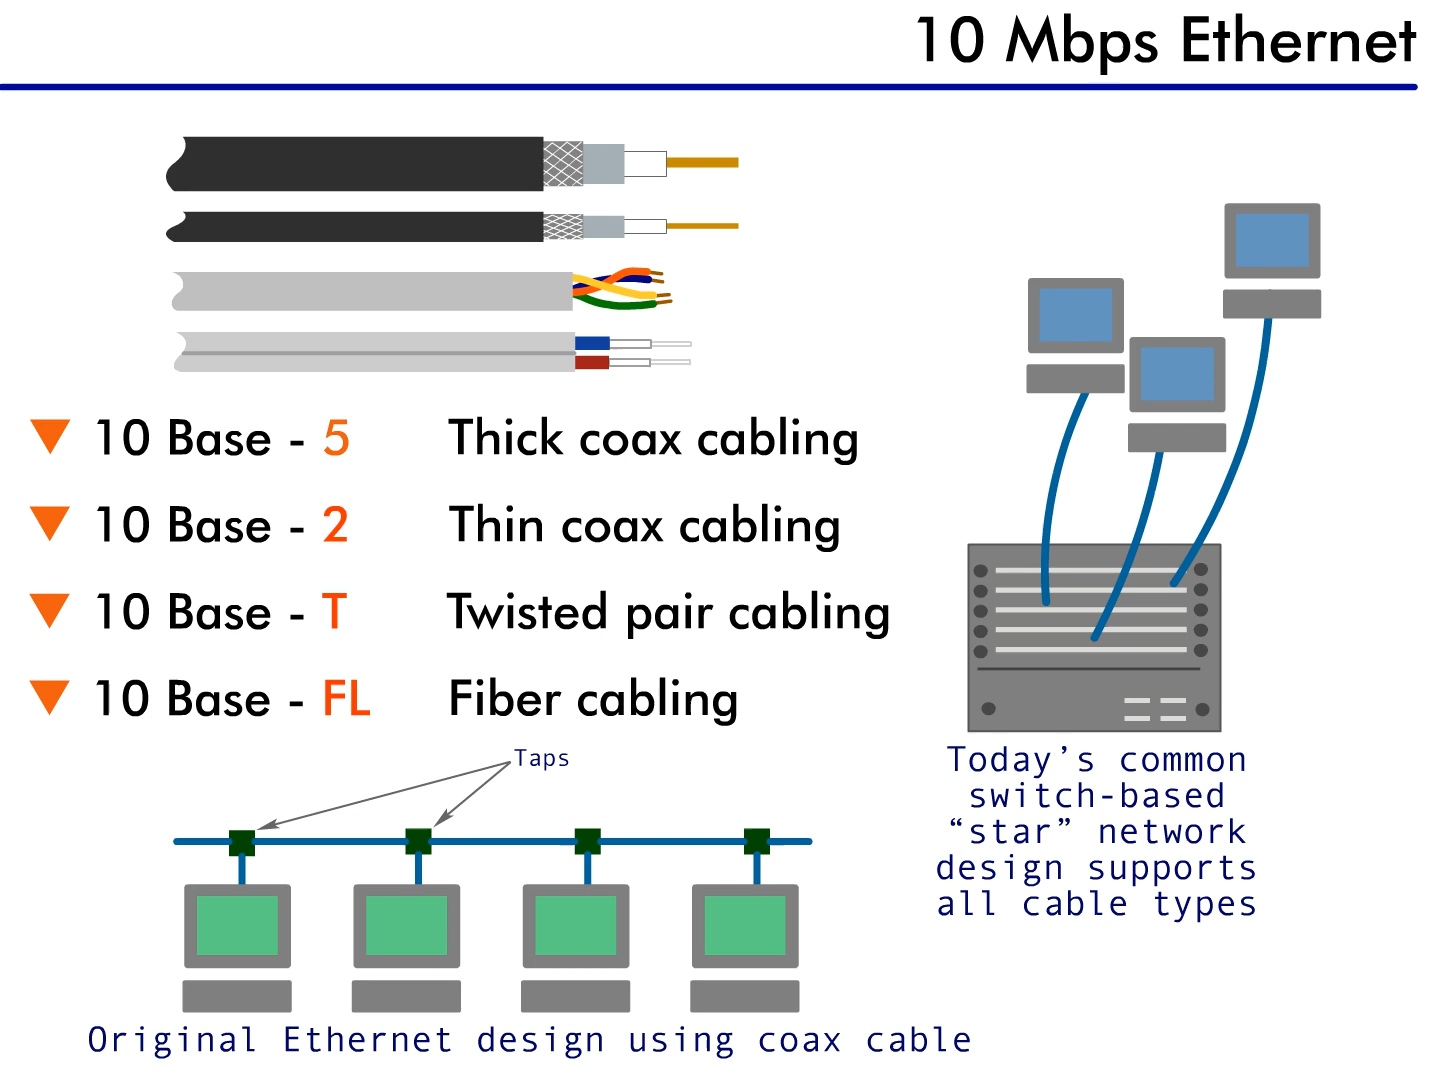 10 Mbps Ethernet
10 Base - 5 Thick coax cabling
10 Base - 2 Thin coax cabling
10 Base - T Twisted pair cabling
10 Base - FL Fiber cabling
Taps
Original Ethernet design using coax cable
Today’s common
switch-based
“star” network
design supports
all cable types